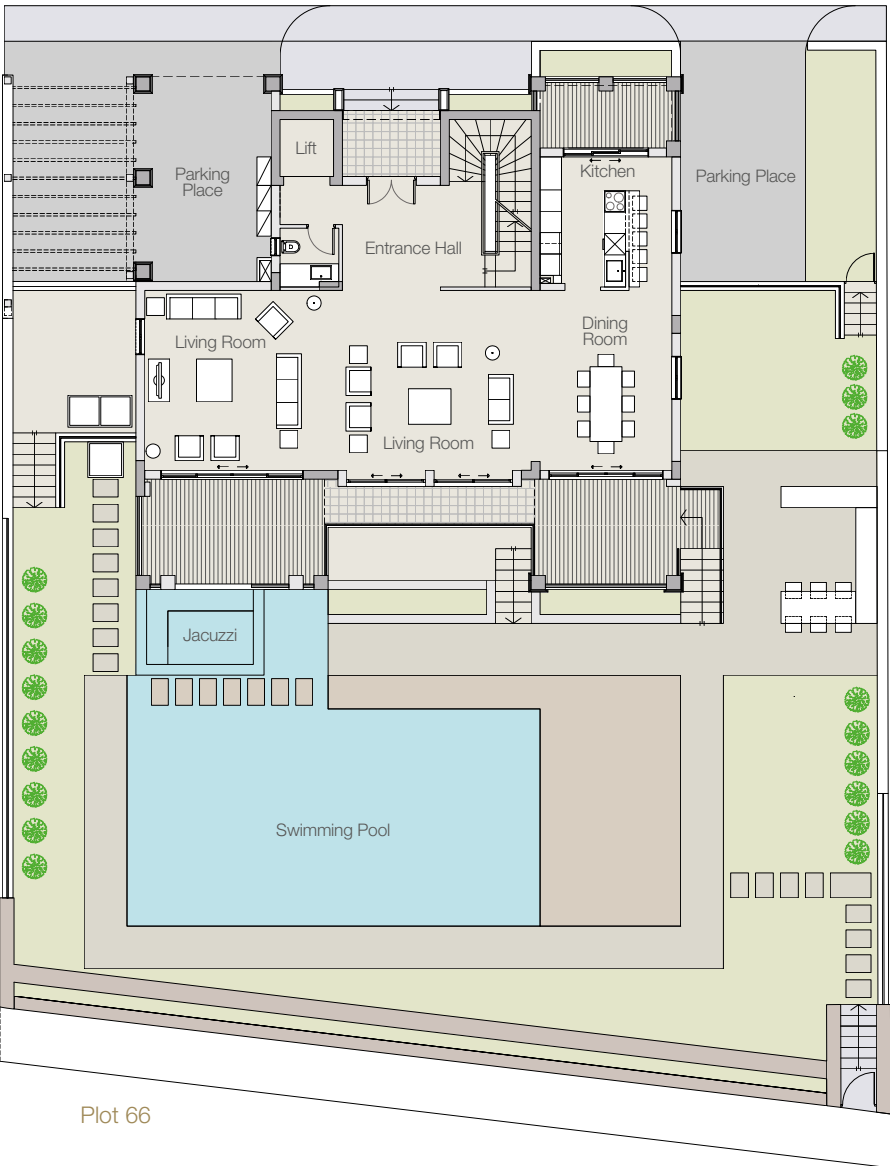 Lift
Kitchen
Parking
Place
Parking Place
Entrance Hall
Dining
Room
Living Room
Living Room
Jacuzzi
Swimming Pool
Plot 66